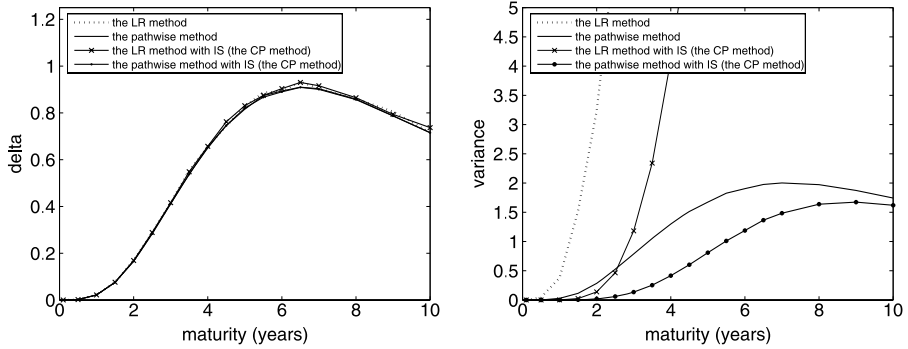 1.2
1
0.8
0.6
0.4
0.2
0
delta
the LR method
the pathwise method
the LR method with IS (the CP method)
the pathwise method with IS (the CP method)
0 2 4 6 8 10
maturity (years)
5
4.5
4
3.5
3
2.5
2
1.5
1
0.5
0
variance
the LR method
the pathwise method
the LR method with IS (the CP method)
the pathwise method with IS (the CP method)
0 2 4 6 8 10
maturity (years)